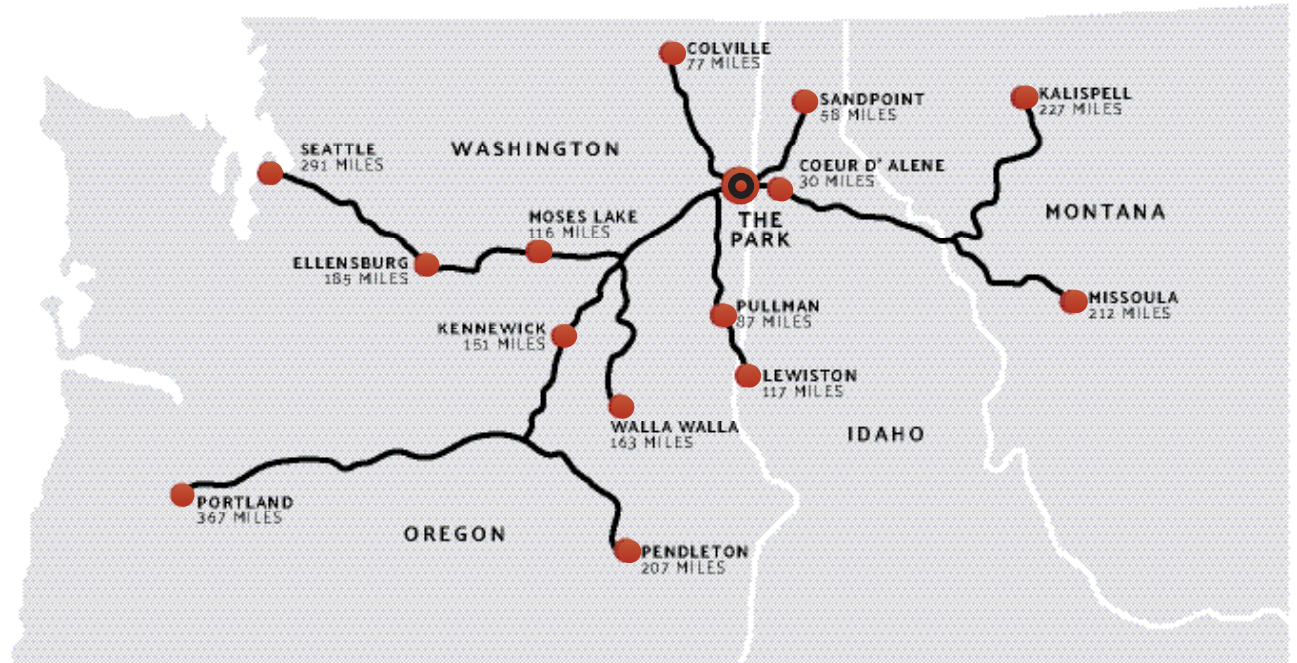 COLVILLE
77 MILES
SANDPOINT
58 MILES
KALISPELL
227 MILES
SEATTLE
291 MILES
WASHINGTON
COEUR D' ALENE
30 MILES
MOSES LAKE
116 MILES
THE
PARK
MONTANA
ELLENSBURG
185 MILES
MISSOULA
212 MILES
PULLMAN
87 MILES
KENNEWICK
151 MILES
LEWISTON
117 MILES
WALLA WALLA
163 MILES
IDAHO
PORTLAND
367 MILES
OREGON
PENDLETON
207 MILES